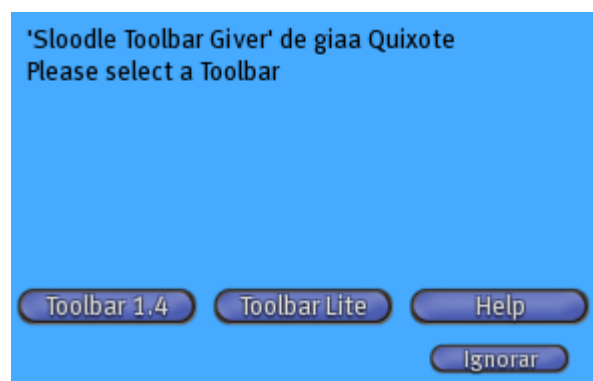 'Sloodle Toolbar Giver' de giaa Quixote
Please select a Toolbar
Toolbar 1.4 Toolbar Lite Help
Ignorar